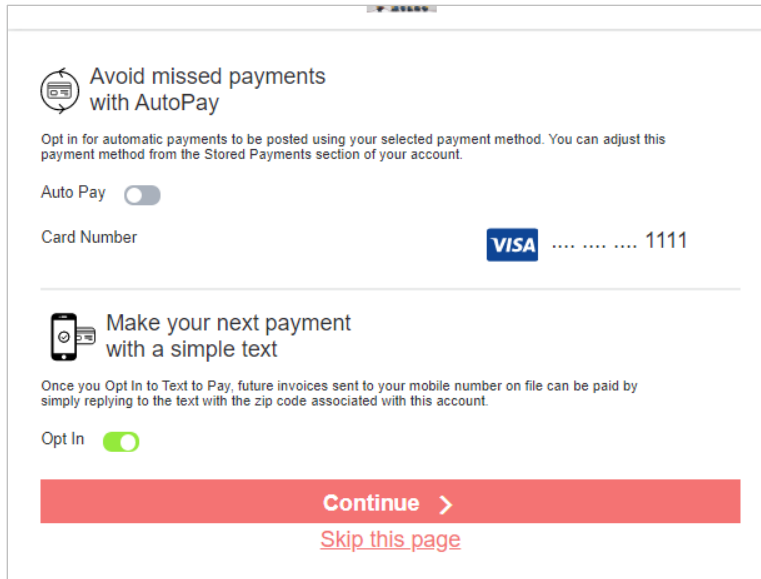 Avoid missed payments
with AutoPay
Opt in for automatic payments to be posted using your selected payment method. You can adjust this
payment method from the Stored Payments section of your account.
Auto Pay
Card Number
VISA .... .... .... 1111
Make your next payment
with a simple text
Once you Opt In to Text to Pay, future invoices sent to your mobile number on file can be paid by
simply replying to the text with the zip code associated with this account.
Opt In
Continue
Skip this page